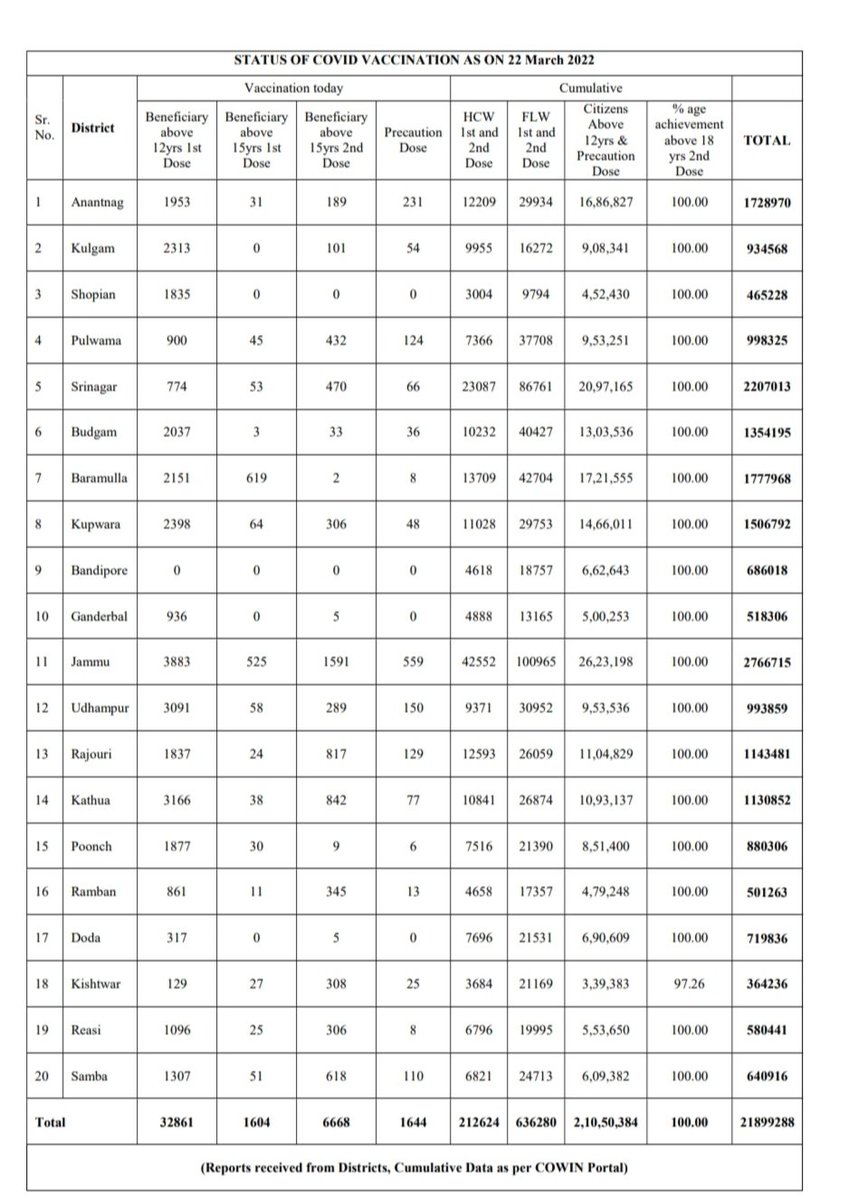 STATUS OF COVID VACCINATION AS ON 22 March 2022
Vaccination today Cumulative
Sr. No. District Beneficiary above 12yrs 1st Dose Beneficiary above 15yrs 1st Dose Beneficiary above 15yrs 2nd Dose Precaution Dose HCW 1st and 2nd Dose FLW 1st and 2nd Dose Citizens Above 12yrs & Precaution Dose % age achievement above 18 yrs 2nd Dose TOTAL
1 Anantnag 1953 31 189 231 12209 29934 16,86,827 100.00 1728970
2 Kulgam 2313 0 101 54 9955 16272 9,08,341 100.00 934568
3 Shopian 1835 0 0 0 3004 9794 4,52,430 100.00 465228
4 Pulwama 900 45 432 124 7366 37708 9,53,251 100.00 998325
5 Srinagar 774 53 470 66 23087 86761 20,97,165 100.00 2207013
6 Budgam 2037 3 33 36 10232 40427 13,03,536 100.00 1354195
7 Baramulla 2151 619 2 8 13709 42704 17,21,555 100.00 1777968
8 Kupwara 2398 64 306 48 11028 29753 14,66,011 100.00 1506792
9 Bandipore 0 0 0 0 4618 18757 6,62,643 100.00 686018
10 Ganderbal 936 0 5 0 4888 13165 5,00,253 100.00 518306
11 Jammu 3883 525 1591 559 42552 100965 26,23,198 100.00 2766715
12 Udhampur 3091 58 289 150 9371 30952 9,53,536 100.00 993859
13 Rajouri 1837 24 817 129 12593 26059 11,04,829 100.00 1143481
14 Kathua 3166 38 842 77 10841 26874 10,93,137 100.00 1130852
15 Poonch 1877 30 9 6 7516 21390 8,51,400 100.00 880306
16 Ramban 861 11 345 13 4658 17357 4,79,248 100.00 501263
17 Doda 317 0 5 0 7696 21531 6,90,609 100.00 719836
18 Kishtwar 129 27 308 25 3684 21169 3,39,383 97.26 364236
19 Reasi 1096 25 306 8 6796 19995 5,53,650 100.00 580441
20 Samba 1307 51 618 110 6821 24713 6,09,382 100.00 640916
Total 32861 1604 6668 1644 212624 636280 2,10,50,384 100.00 21899288
(Reports received from Districts, Cumulative Data as per COWIN Portal)